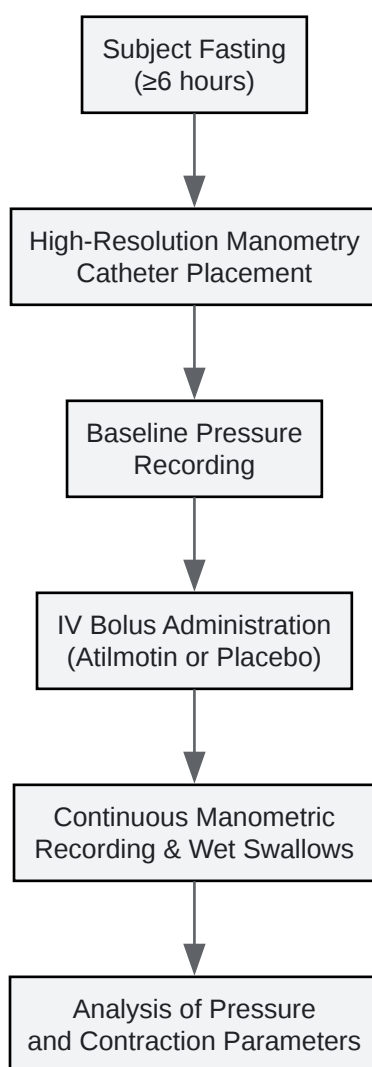 Subject Fasting
(≥6 hours)
High-Resolution Manometry
Catheter Placement
Baseline Pressure
Recording
IV Bolus Administration
(Atilmotin or Placebo)
Continuous Manometric
Recording & Wet Swallows
Analysis of Pressure
and Contraction Parameters